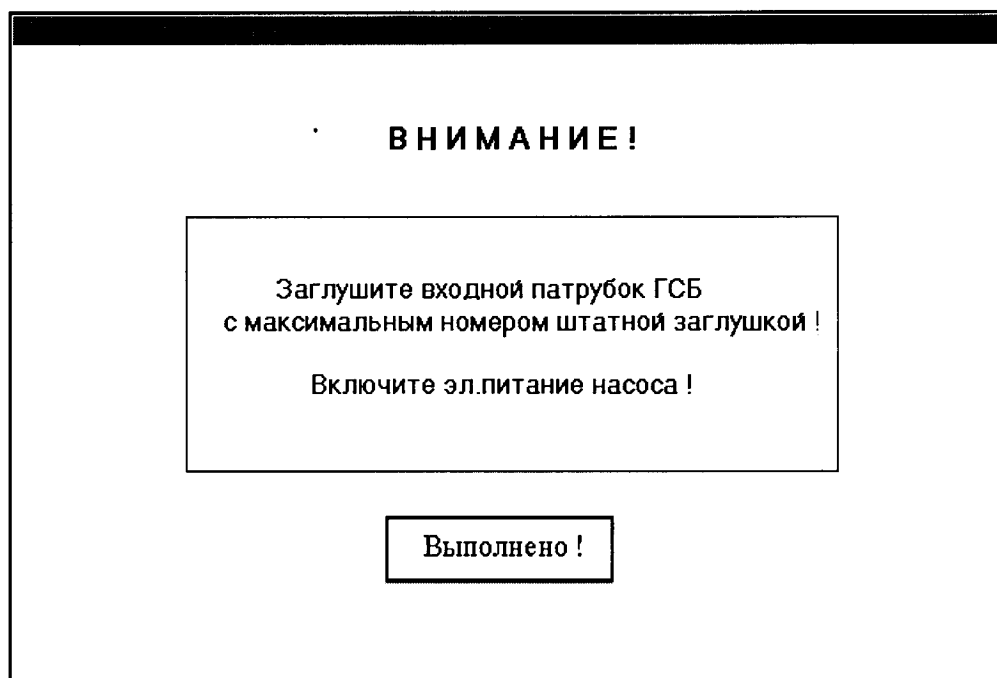 ВНИМАНИЕ!
Заглушите входной патрубок ГСБ
с максимальным номером штатной заглушкой !
Включите эл.питание насоса !
Выполнено !